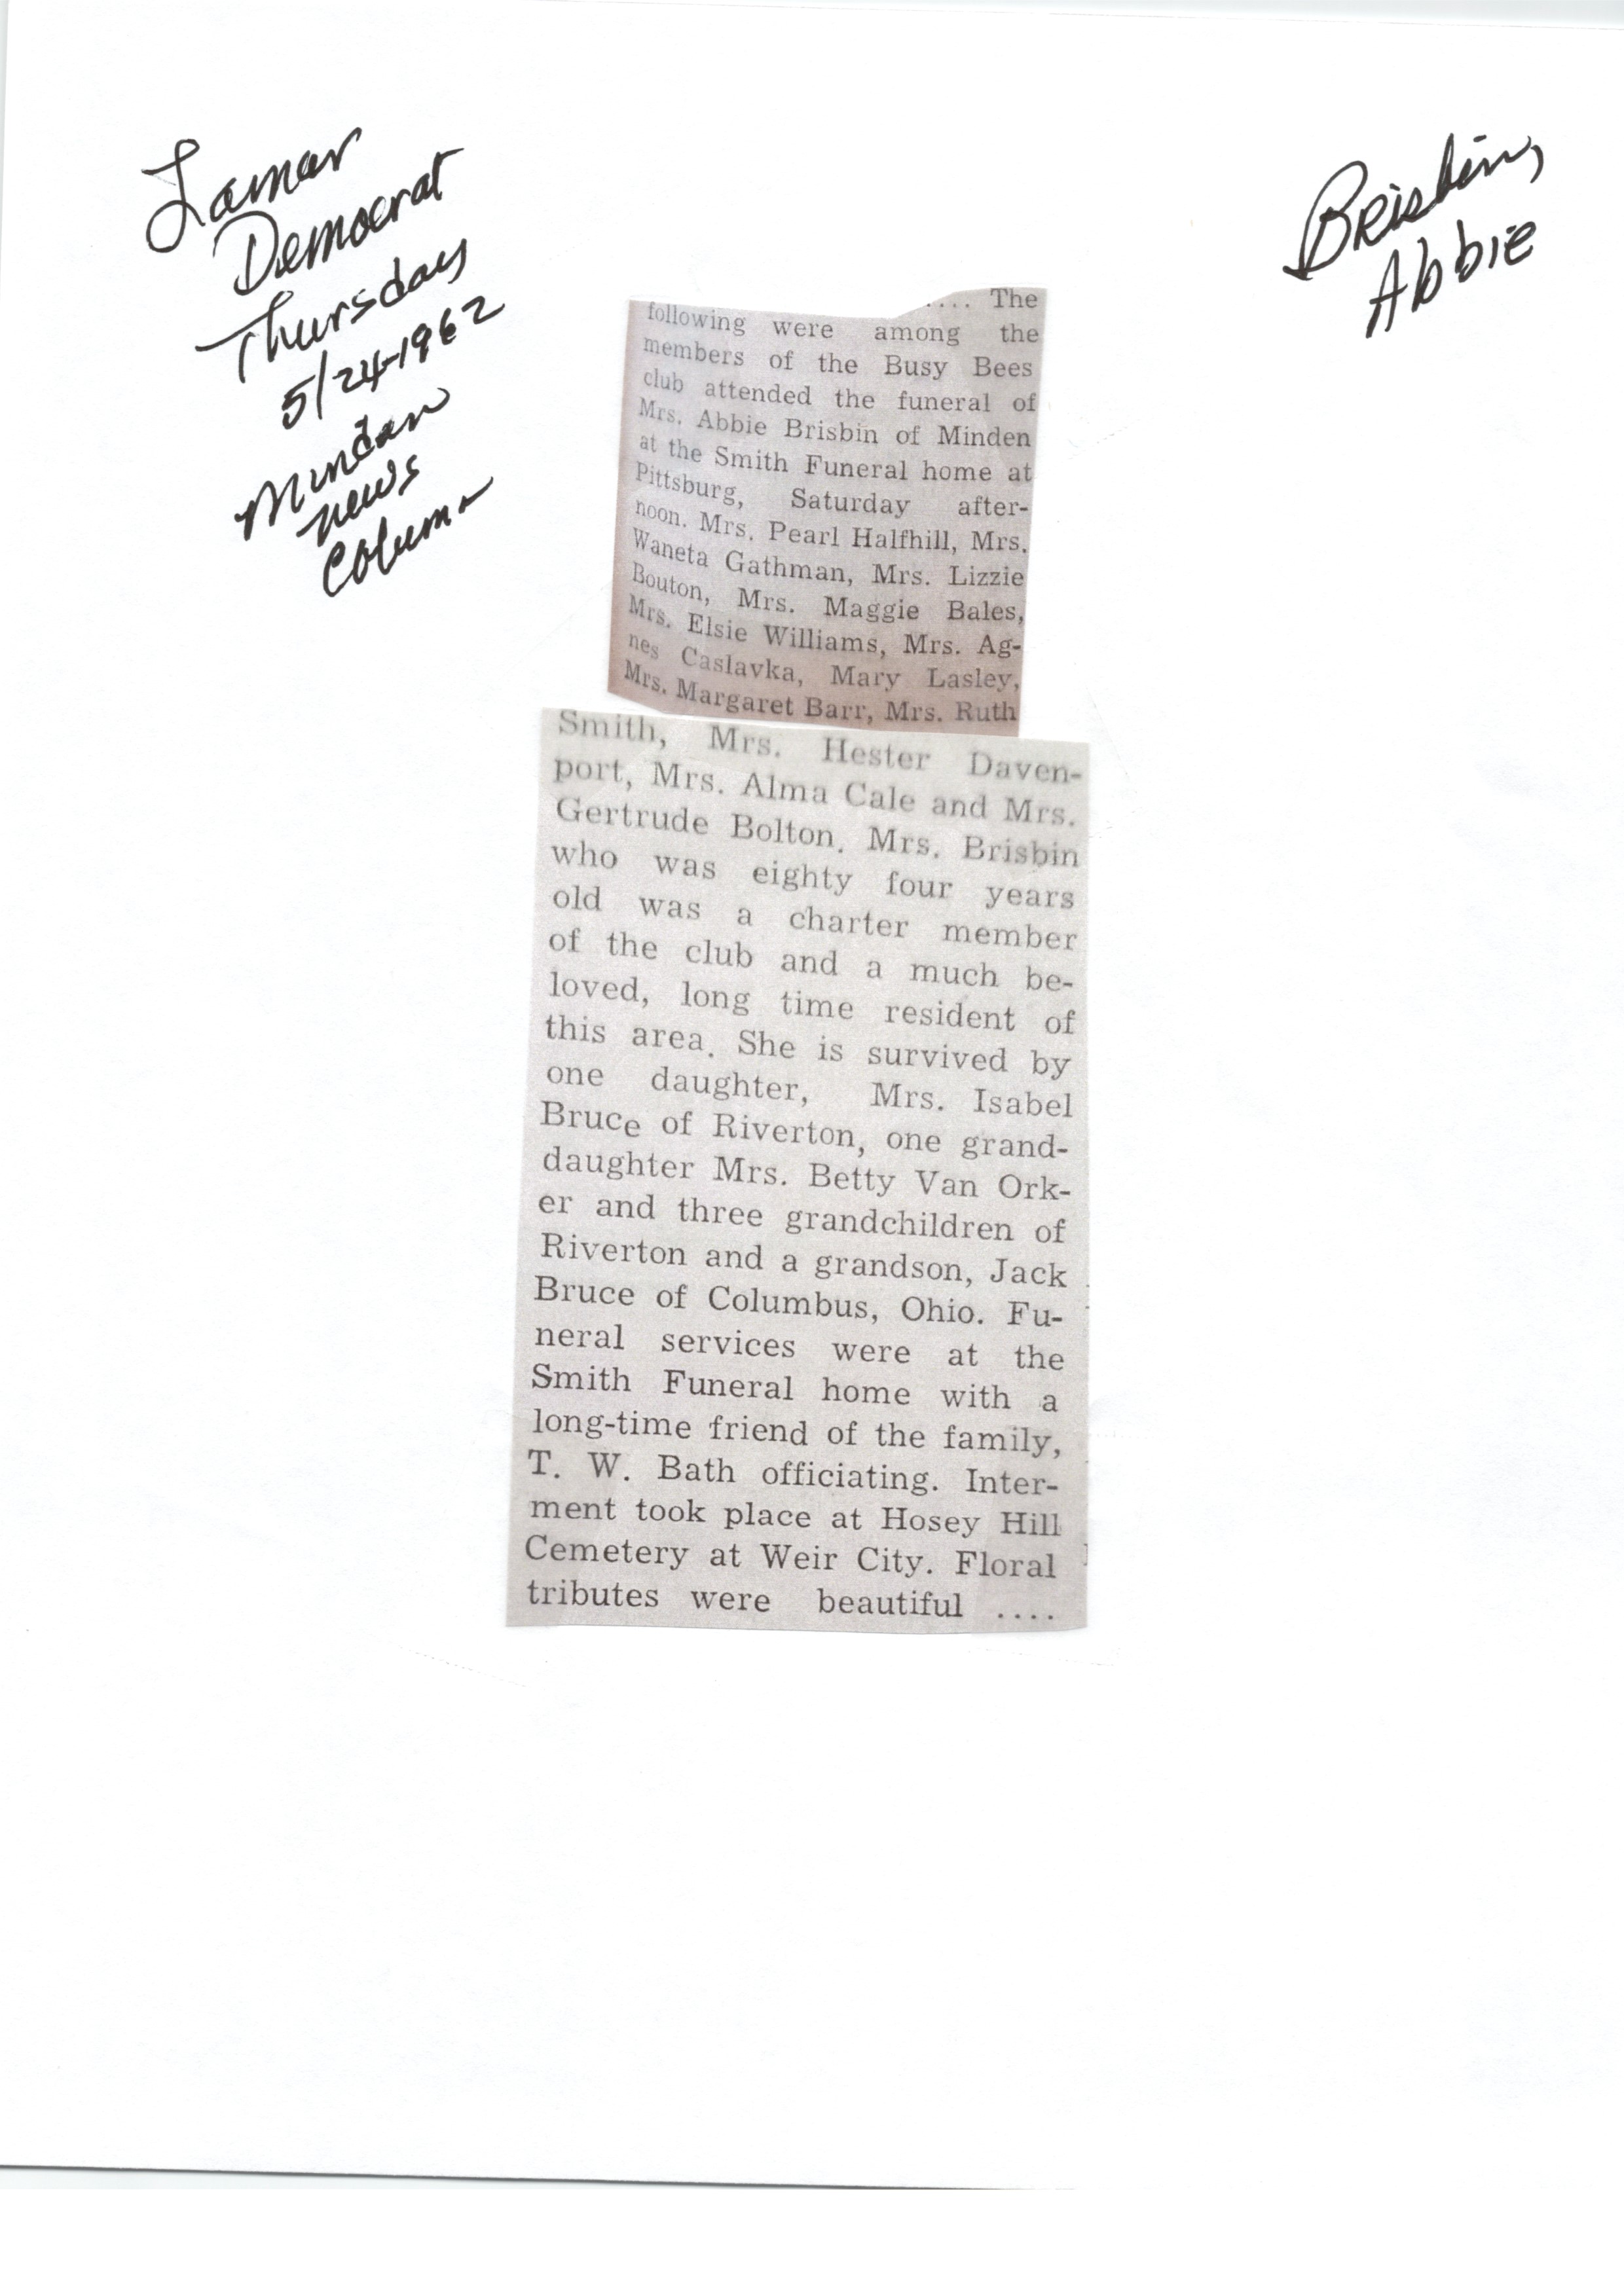 Lamar
Democrat
Thursday
5/24-1962
Minden
news
Column
Brisbin,
Abbie
.... The
following were among the
members of the Busy Bees
club attended the funeral of
Mrs. Abbie Brisbin of Minden
at the Smith Funeral home at
Pittsburg, Saturday after-
noon. Mrs. Pearl Halfhill, Mrs.
Waneta Gathman, Mrs. Lizzie
Bouton, Mrs. Maggie Bales,
Mrs. Elsie Williams, Mrs. Ag-
nes Caslavka, Mary Lasley,
Mrs. Margaret Barr, Mrs. Ruth
Smith, Mrs. Hester Daven-
port, Mrs. Alma Cale and Mrs.
Gertrude Bolton. Mrs. Brisbin
who was eighty four years
old was a charter member
of the club and a much be-
loved, long time resident of
this area. She is survived by
one daughter, Mrs. Isabel
Bruce of Riverton, one grand-
daughter Mrs. Betty Van Ork-
er and three grandchildren of
Riverton and a grandson, Jack
Bruce of Columbus, Ohio. Fu-
neral services were at the
Smith Funeral home with a
long-time friend of the family,
T. W. Bath officiating. Inter-
ment took place at Hosey Hill
Cemetery at Weir City. Floral
tributes were beautiful ....